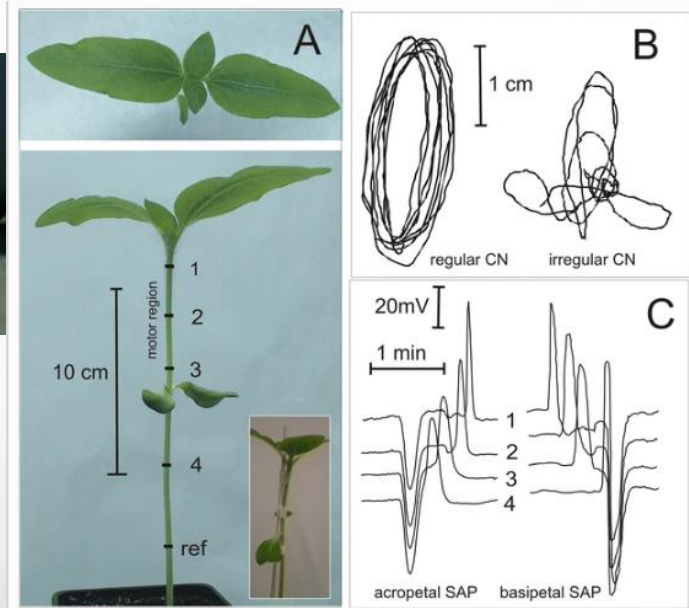 A
1
2
3
4
ref
motor region
10 cm
B
1 cm
regular CN
irregular CN
C
20mV
1 min
1
2
3
4
acropetal SAP
basipetal SAP